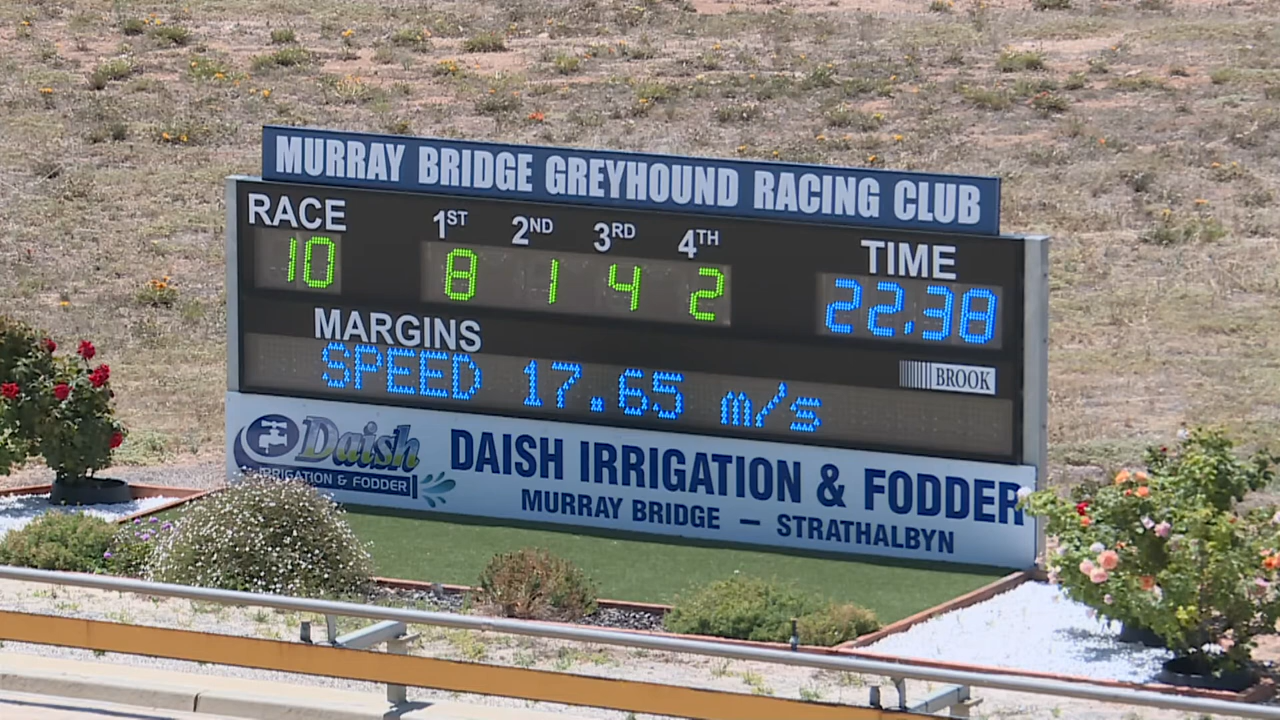 MURRAY BRIDGE GREYHOUND RACING CLUB
RACE 1ST 2ND 3RD 4TH TIME
10 8 1 4 2 22.38
MARGINS
SPEED 17.65 m/s
BROOK
Daish
IRRIGATION & FODDER
DAISH IRRIGATION & FODDER
MURRAY BRIDGE – STRATHALBYN